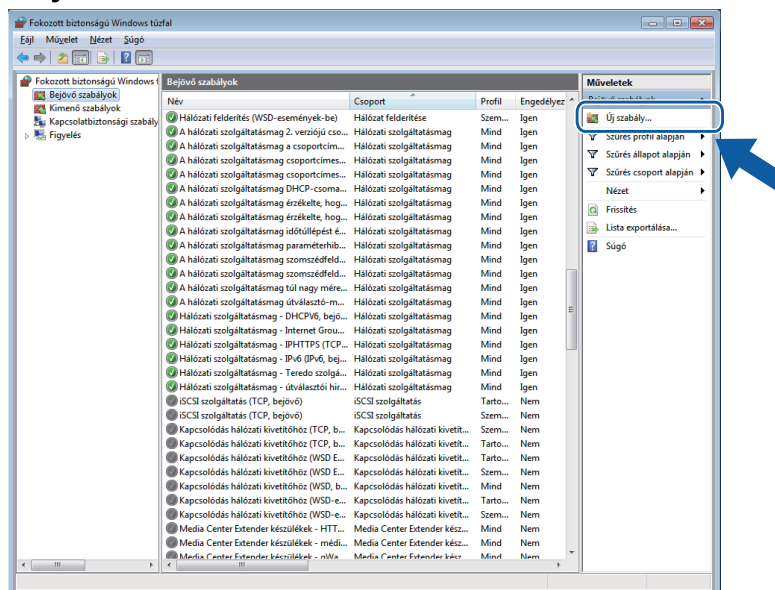 Fokozott biztonságú Windows tűzfal
Fájl Művelet Nézet Súgó
Fokozott biztonságú Windows t
Bejövő szabályok
Kimenő szabályok
Kapcsolatbiztonsági szabály
Figyelés
Bejövő szabályok
Név Csoport Profil Engedélyez
Hálózati felderítés (WSD-események-be) Hálózat felderítése Szem... Igen
A hálózati szolgáltatásmag 2. verziójú cso... Hálózati szolgáltatásmag Mind Igen
A hálózati szolgáltatásmag a csoportcím... Hálózati szolgáltatásmag Mind Igen
A hálózati szolgáltatásmag csoportcímes... Hálózati szolgáltatásmag Mind Igen
A hálózati szolgáltatásmag csoportcímes... Hálózati szolgáltatásmag Mind Igen
A hálózati szolgáltatásmag DHCP-csoma... Hálózati szolgáltatásmag Mind Igen
A hálózati szolgáltatásmag érzékelte, hog... Hálózati szolgáltatásmag Mind Igen
A hálózati szolgáltatásmag érzékelte, hog... Hálózati szolgáltatásmag Mind Igen
A hálózati szolgáltatásmag időtúllépést é... Hálózati szolgáltatásmag Mind Igen
A hálózati szolgáltatásmag paraméterhib... Hálózati szolgáltatásmag Mind Igen
A hálózati szolgáltatásmag szomszédfeld... Hálózati szolgáltatásmag Mind Igen
A hálózati szolgáltatásmag szomszédfeld... Hálózati szolgáltatásmag Mind Igen
A hálózati szolgáltatásmag túl nagy mére... Hálózati szolgáltatásmag Mind Igen
A hálózati szolgáltatásmag útválasztó-m... Hálózati szolgáltatásmag Mind Igen
Hálózati szolgáltatásmag - DHCPV6, bejö... Hálózati szolgáltatásmag Mind Igen
Hálózati szolgáltatásmag - Internet Grou... Hálózati szolgáltatásmag Mind Igen
Hálózati szolgáltatásmag - IPHTTPS (TCP... Hálózati szolgáltatásmag Mind Igen
Hálózati szolgáltatásmag - IPv6 (IPv6, bej... Hálózati szolgáltatásmag Mind Igen
Hálózati szolgáltatásmag - Teredo szolgá... Hálózati szolgáltatásmag Mind Igen
Hálózati szolgáltatásmag - útválasztói hir... Hálózati szolgáltatásmag Mind Igen
iSCSI szolgáltatás (TCP, bejövő) iSCSI szolgáltatás Tarto... Nem
iSCSI szolgáltatás (TCP, bejövő) iSCSI szolgáltatás Szem... Nem
Kapcsolódás hálózati kivetítőhöz (TCP, b... Kapcsolódás hálózati kivetít... Szem... Nem
Kapcsolódás hálózati kivetítőhöz (TCP, b... Kapcsolódás hálózati kivetít... Tarto... Nem
Kapcsolódás hálózati kivetítőhöz (WSD E... Kapcsolódás hálózati kivetít... Tarto... Nem
Kapcsolódás hálózati kivetítőhöz (WSD E... Kapcsolódás hálózati kivetít... Szem... Nem
Kapcsolódás hálózati kivetítőhöz (WSD, b... Kapcsolódás hálózati kivetít... Mind Nem
Kapcsolódás hálózati kivetítőhöz (WSD-e... Kapcsolódás hálózati kivetít... Tarto... Nem
Kapcsolódás hálózati kivetítőhöz (WSD-e... Kapcsolódás hálózati kivetít... Szem... Nem
Media Center Extender készülékek - HTT... Media Center Extender kész... Mind Nem
Media Center Extender készülékek - médi... Media Center Extender kész... Mind Nem
Media Center Extender készülékek - qWa... Media Center Extender kész... Mind Nem
Műveletek
Bejövő szabályok
Új szabály...
Szűrés profil alapján
Szűrés állapot alapján
Szűrés csoport alapján
Nézet
Frissítés
Lista exportálása...
Súgó